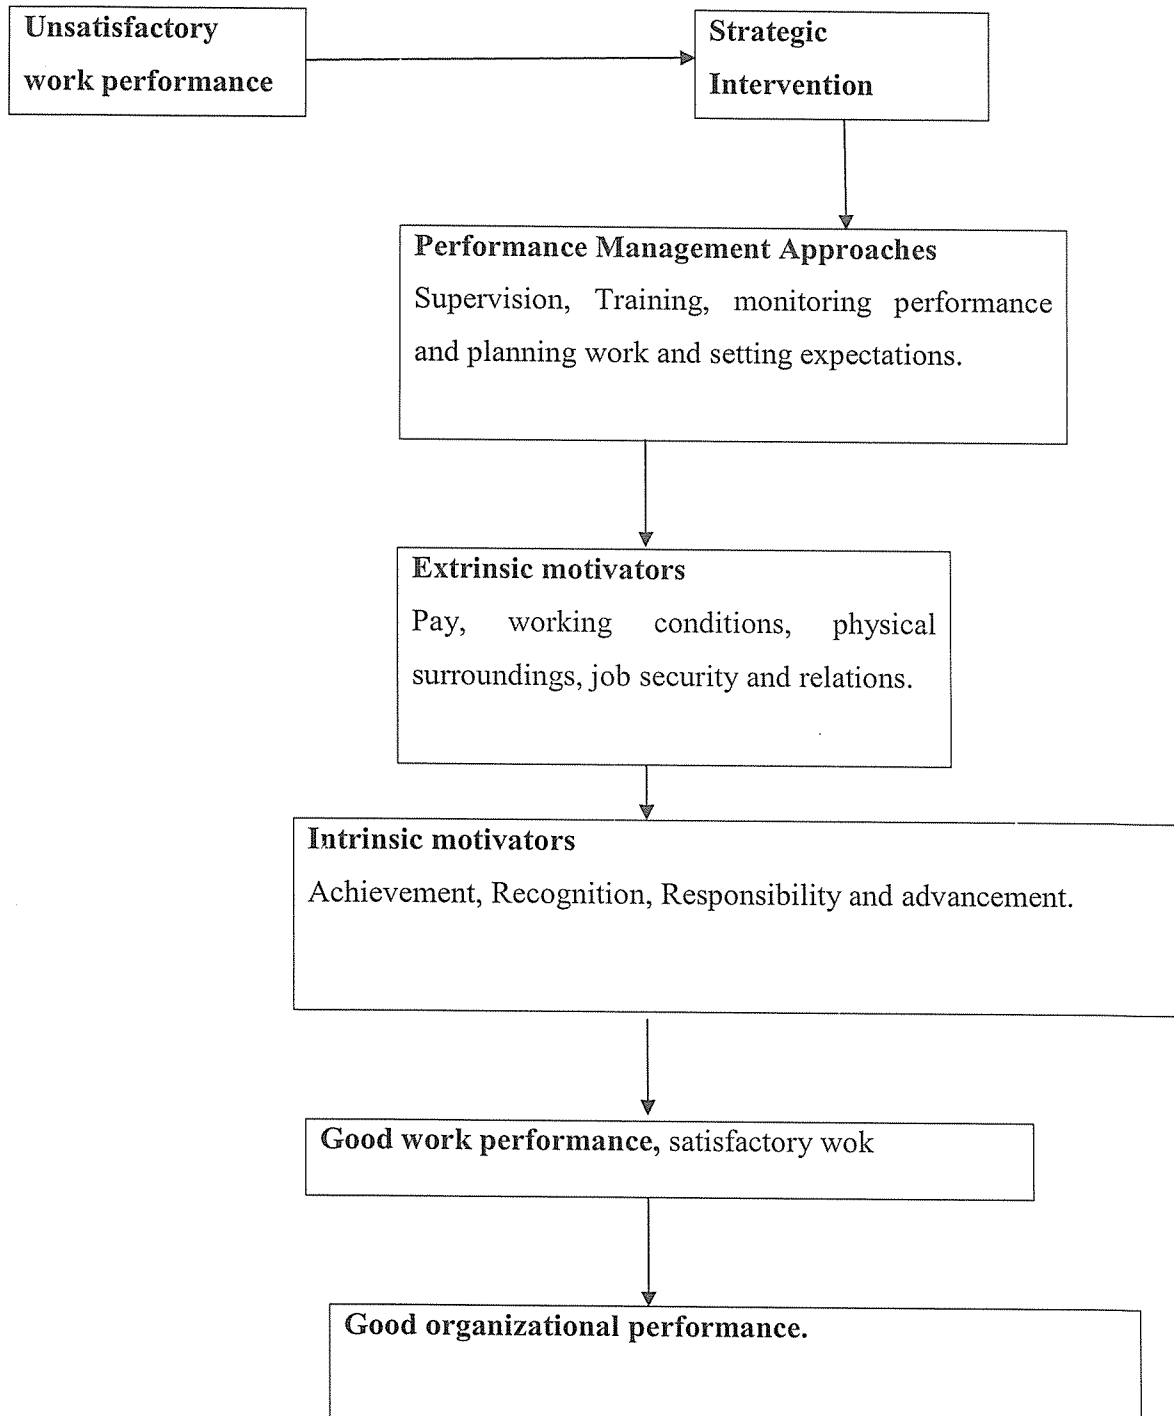 Unsatisfactory
work performance
Strategic
Intervention
Performance Management Approaches
Supervision, Training, monitoring performance
and planning work and setting expectations.
Extrinsic motivators
Pay, working conditions, physical
surroundings, job security and relations.
Intrinsic motivators
Achievement, Recognition, Responsibility and advancement.
Good work performance, satisfactory wok
Good organizational performance.